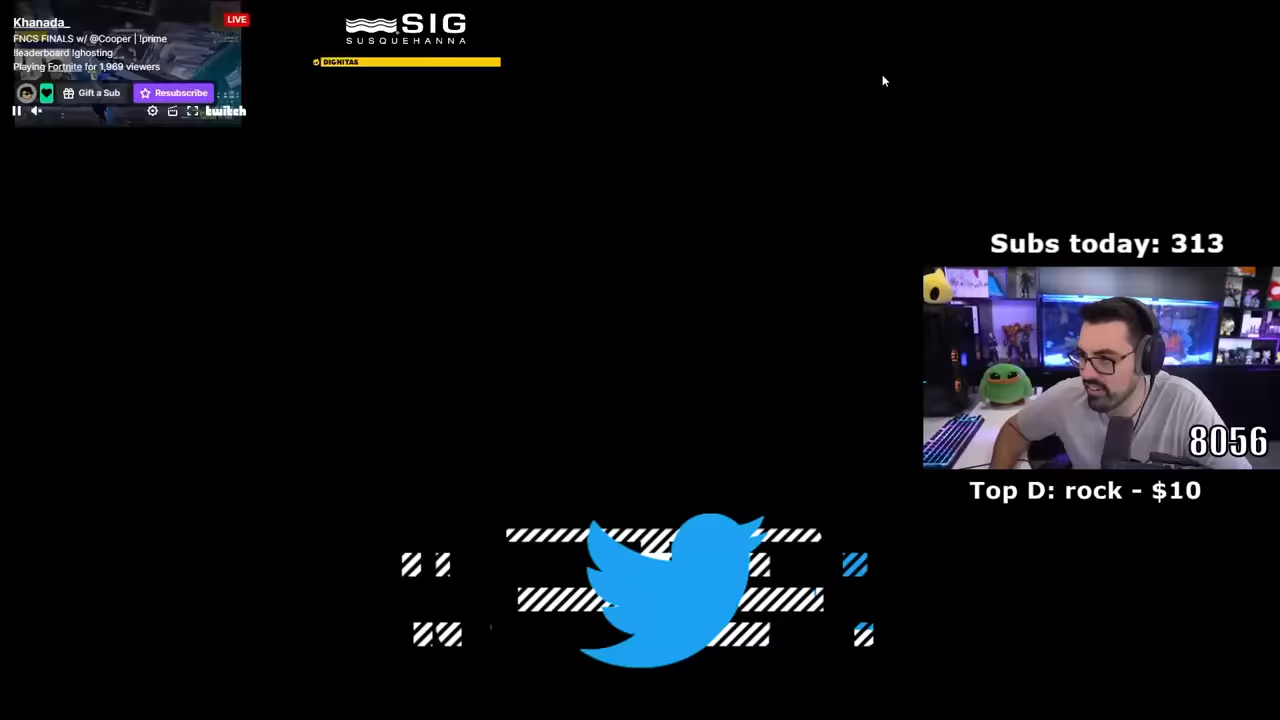 Khanada_
LIVE
FNCS FINALS w/ @Cooper | !prime
!leaderboard !ghosting
Playing Fortnite for 1,969 viewers
Gift a Sub
Resubscribe
twitch
SIG
SUSQUEHANNA
DIGNITAS
Subs today: 313
8056
Top D: rock - $10